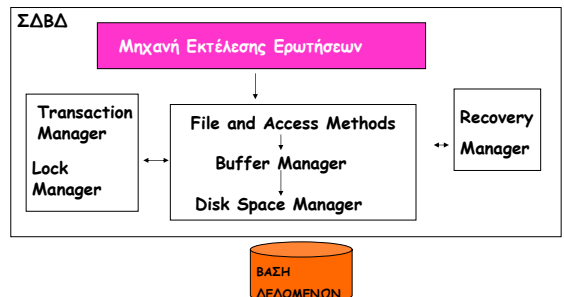 ΣΔΒΔ
Μηχανή Εκτέλεσης Ερωτήσεων
Transaction
Manager
Lock
Manager
File and Access Methods
Buffer Manager
Disk Space Manager
Recovery
Manager
ΒΑΣΗ
ΔΕΔΟΜΕΝΩΝ